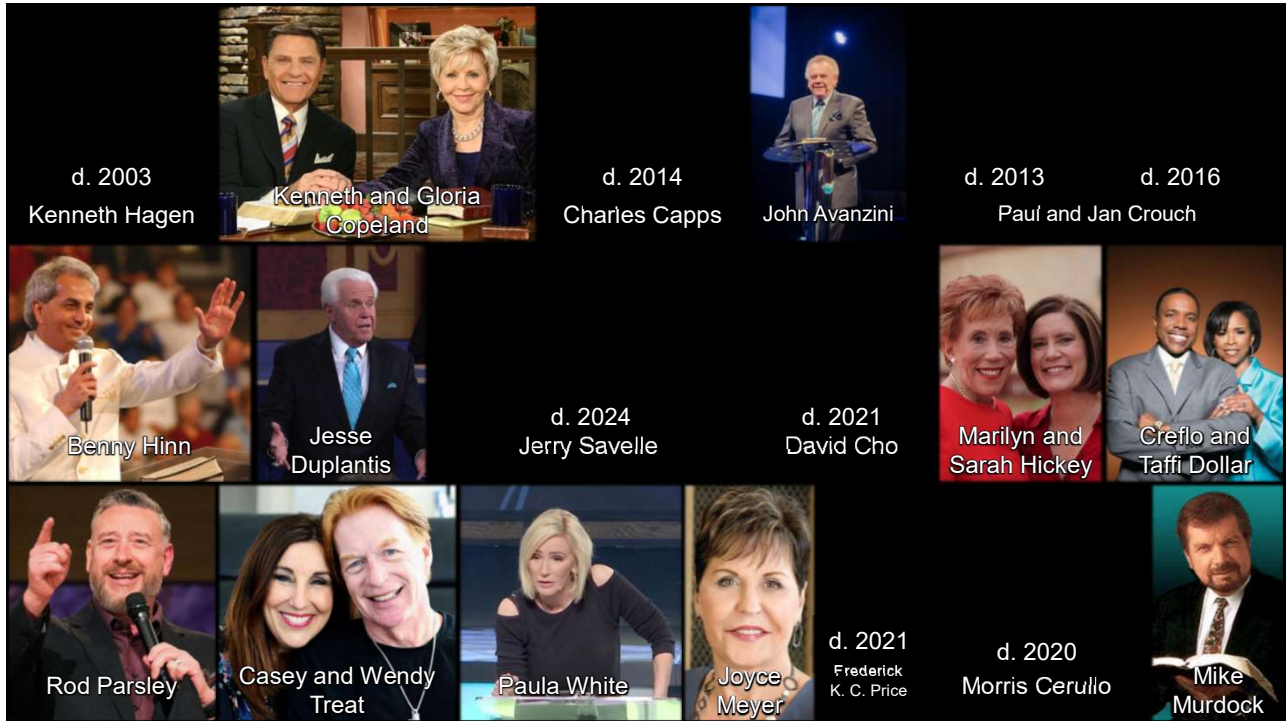 d. 2003
Kenneth Hagen
Kenneth and Gloria
Copeland
d. 2014
Charles Capps
John Avanzini
d. 2013
d. 2016
Paul and Jan Crouch
Benny Hinn
Jesse
Duplantis
d. 2024
Jerry Savelle
d. 2021
David Cho
Marilyn and
Sarah Hickey
Creflo and
Taffi Dollar
Rod Parsley
Casey and Wendy
Treat
Paula White
Joyce
Meyer
d. 2021
Frederick
K. C. Price
d. 2020
Morris Cerullo
Mike
Murdock